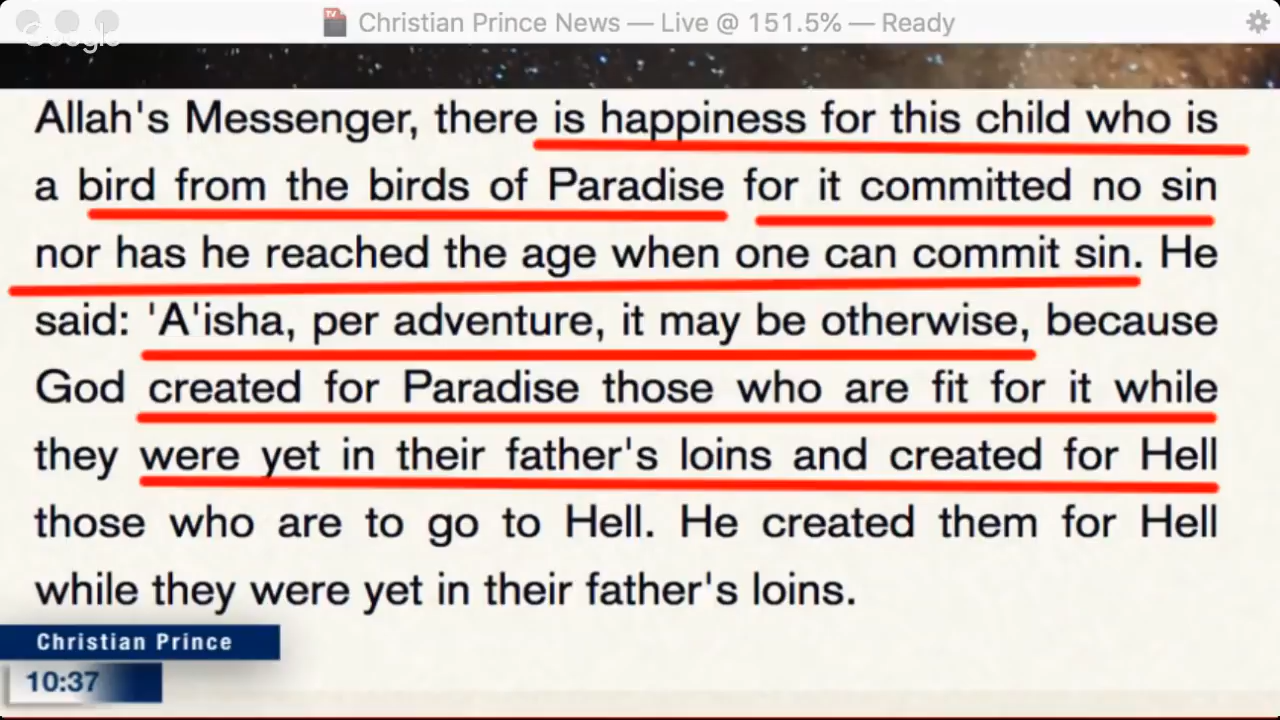 Christian Prince News — Live @ 151.5% — Ready
Google
Allah's Messenger, there is happiness for this child who is
a bird from the birds of Paradise for it committed no sin
nor has he reached the age when one can commit sin. He
said: 'A'isha, per adventure, it may be otherwise, because
God created for Paradise those who are fit for it while
they were yet in their father's loins and created for Hell
those who are to go to Hell. He created them for Hell
while they were yet in their father's loins.
Christian Prince
10:37